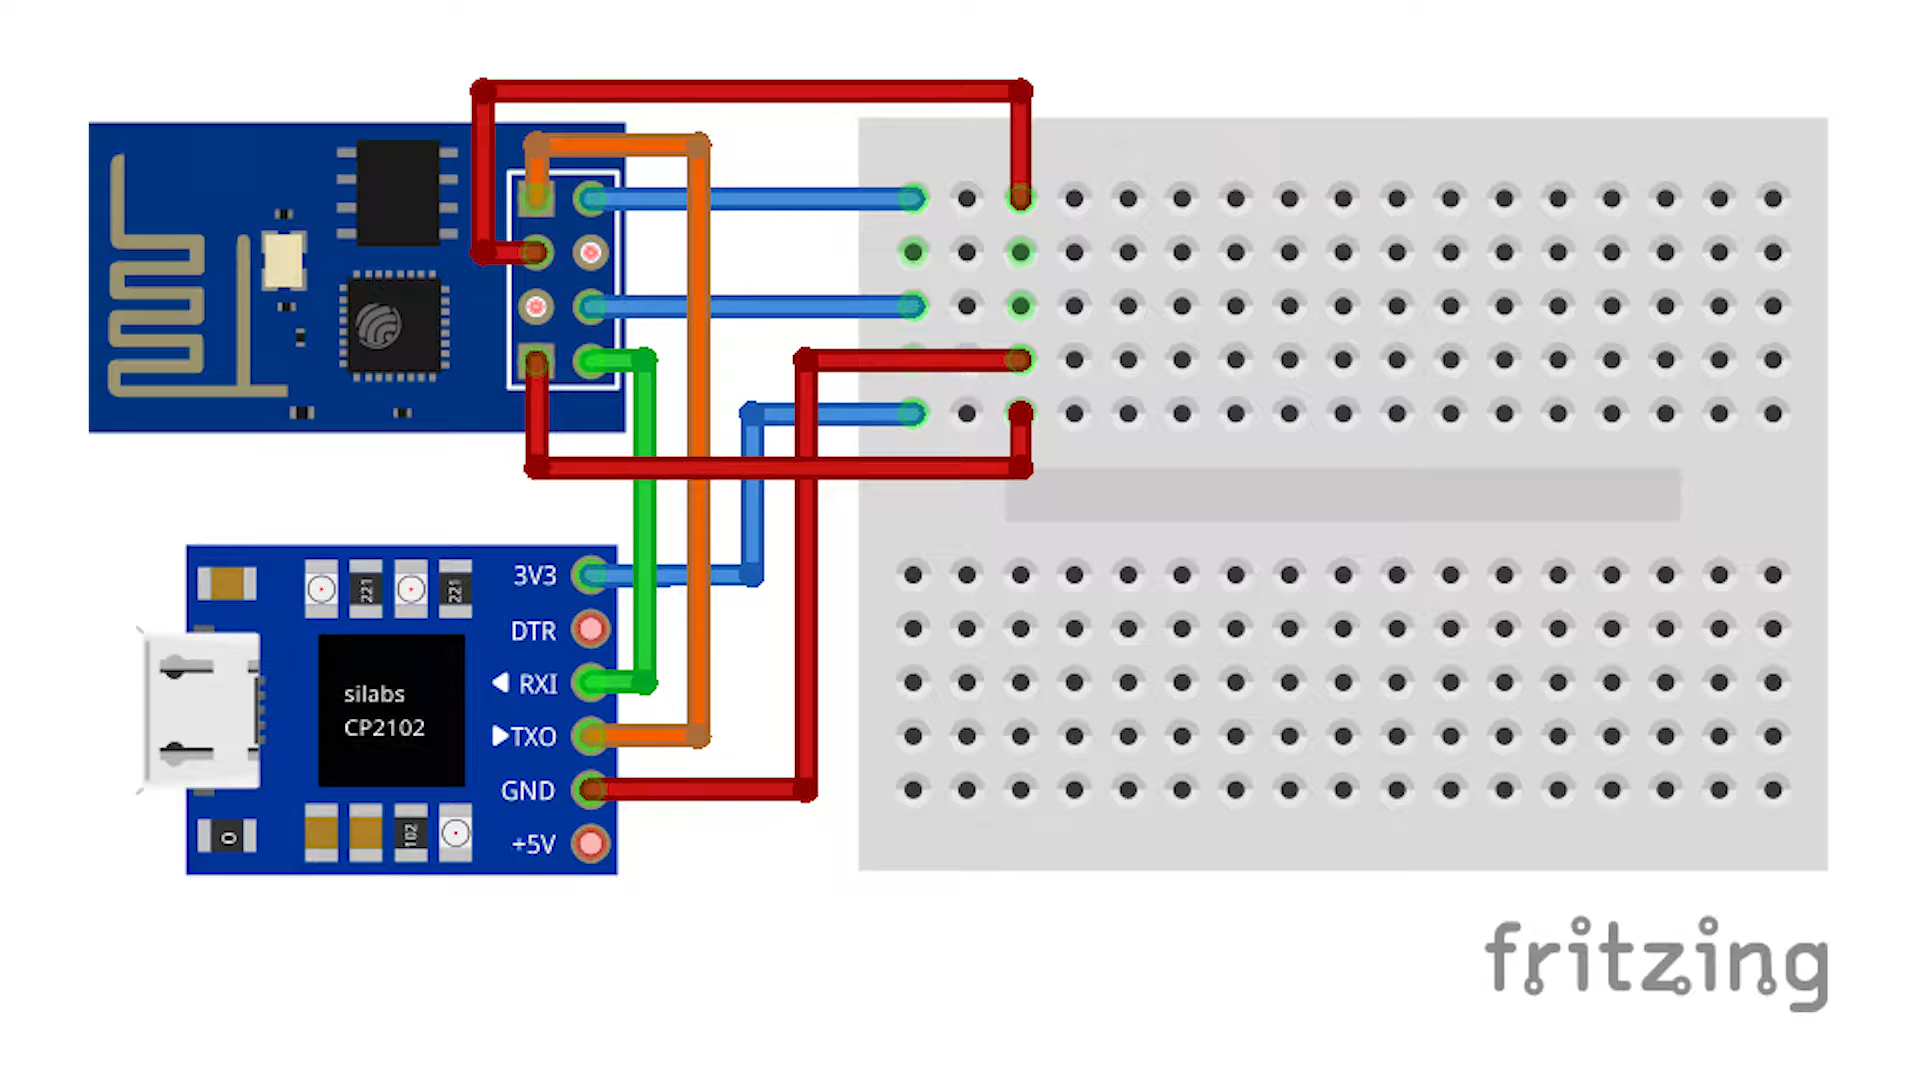 3V3
DTR
RXI
TXO
GND
+5V
221
221
silabs
CP2102
0
102
fritzing